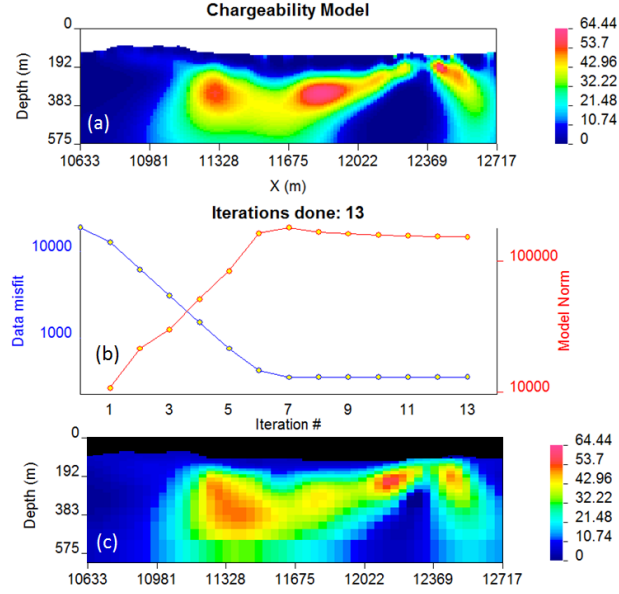 Chargeability Model
0
192
383
575
Depth (m)
(a)
64.44
53.7
42.96
32.22
21.48
10.74
0
10633 10981 11328 11675 12022 12369 12717
X (m)
Iterations done: 13
10000
1000
Data misfit
(b)
100000
10000
Model Norm
1 3 5 7 9 11 13
Iteration #
0
192
383
575
Depth (m)
(c)
64.44
53.7
42.96
32.22
21.48
10.74
0
10633 10981 11328 11675 12022 12369 12717